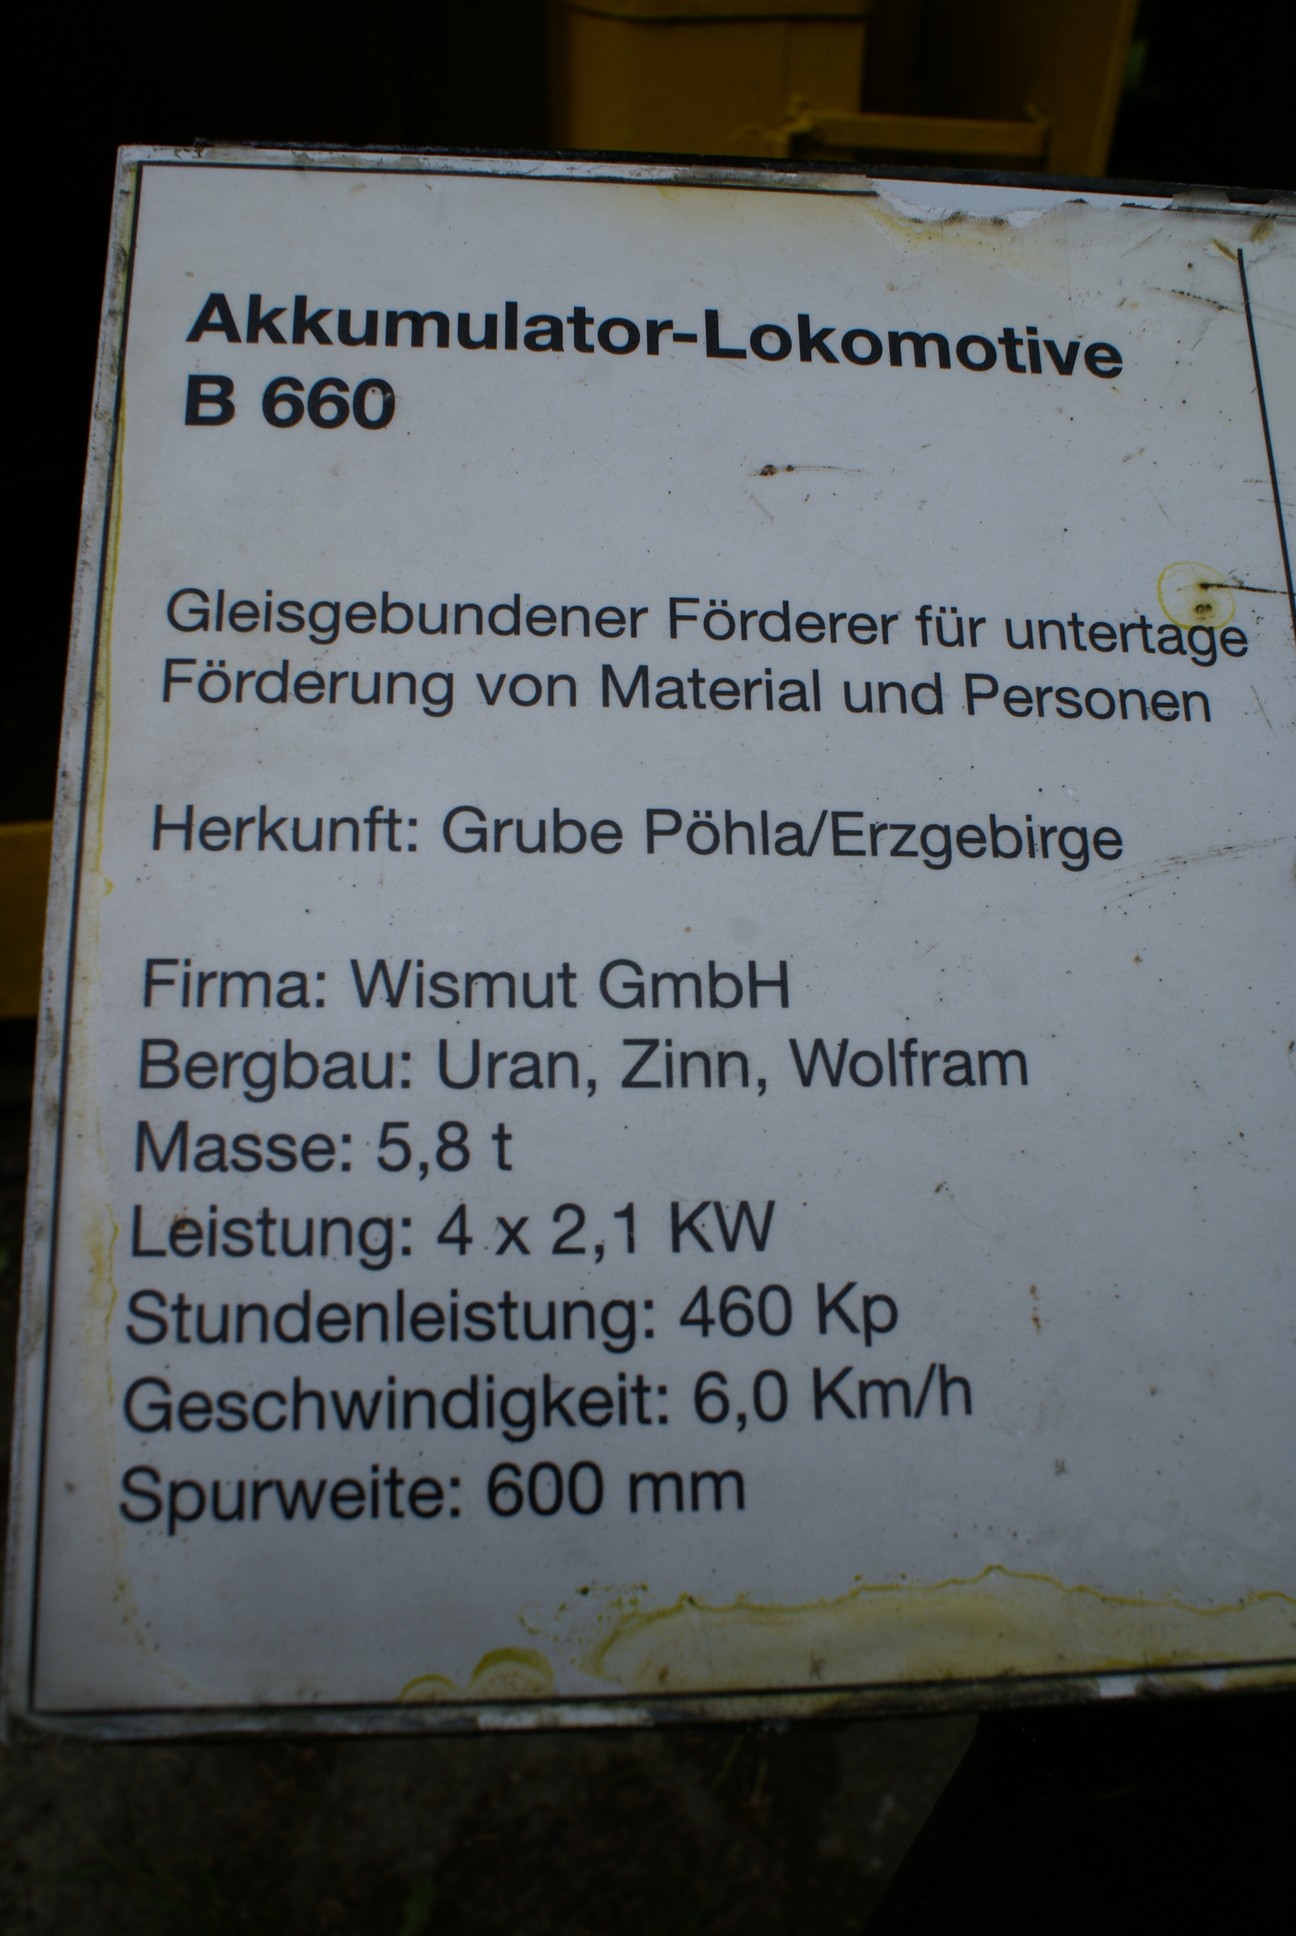 Akkumulator-Lokomotive
B 660
Gleisgebundener Förderer für untertage
Förderung von Material und Personen
Herkunft: Grube Pöhla/Erzgebirge
Firma: Wismut GmbH
Bergbau: Uran, Zinn, Wolfram
Masse: 5,8 t
Leistung: 4 x 2,1 KW
Stundenleistung: 460 Kp
Geschwindigkeit: 6,0 Km/h
Spurweite: 600 mm